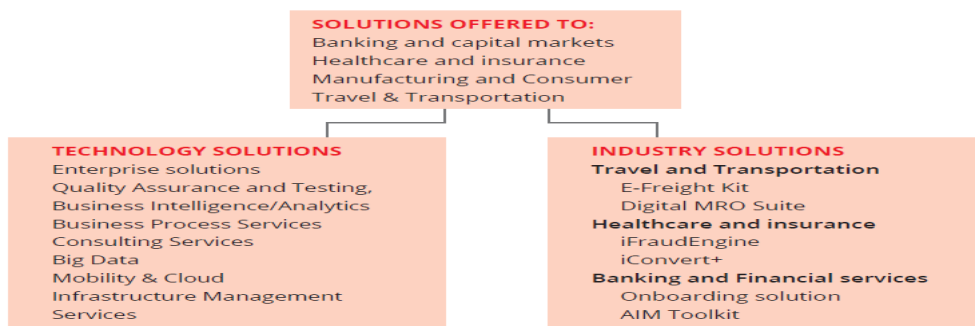 SOLUTIONS OFFERED TO:
Banking and capital markets
Healthcare and insurance
Manufacturing and Consumer
Travel & Transportation
TECHNOLOGY SOLUTIONS
Enterprise solutions
Quality Assurance and Testing,
Business Intelligence/Analytics
Business Process Services
Consulting Services
Big Data
Mobility & Cloud
Infrastructure Management
Services
INDUSTRY SOLUTIONS
Travel and Transportation
E-Freight Kit
Digital MRO Suite
Healthcare and insurance
iFraudEngine
iConvert+
Banking and Financial services
Onboarding solution
AIM Toolkit